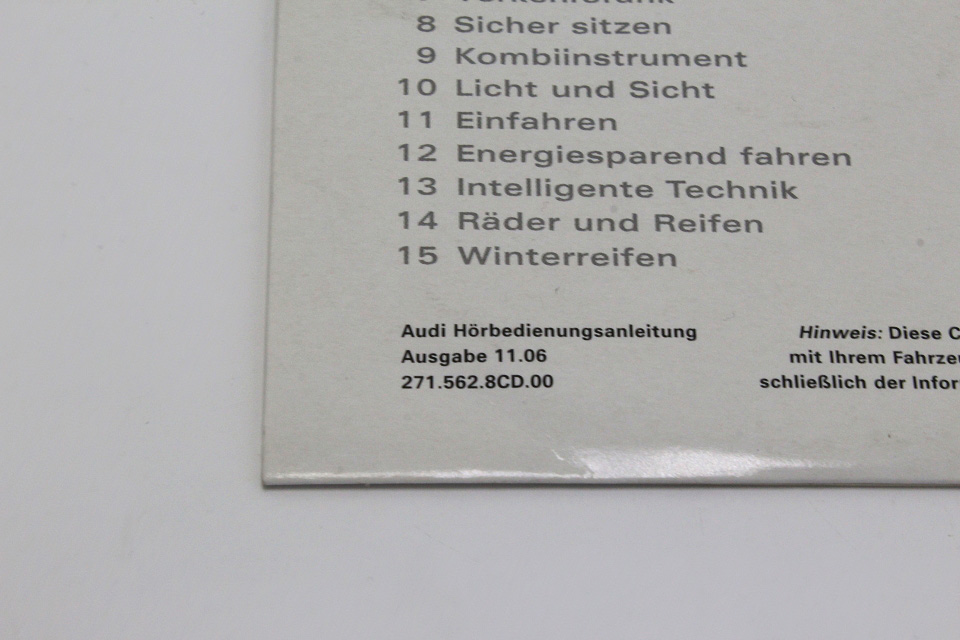 8 Sicher sitzen
9 Kombiinstrument
10 Licht und Sicht
11 Einfahren
12 Energiesparend fahren
13 Intelligente Technik
14 Räder und Reifen
15 Winterreifen
Audi Hörbedienungsanleitung
Ausgabe 11.06
271.562.8CD.00
Hinweis: Diese C
mit Ihrem Fahrzeu
schließlich der Infor